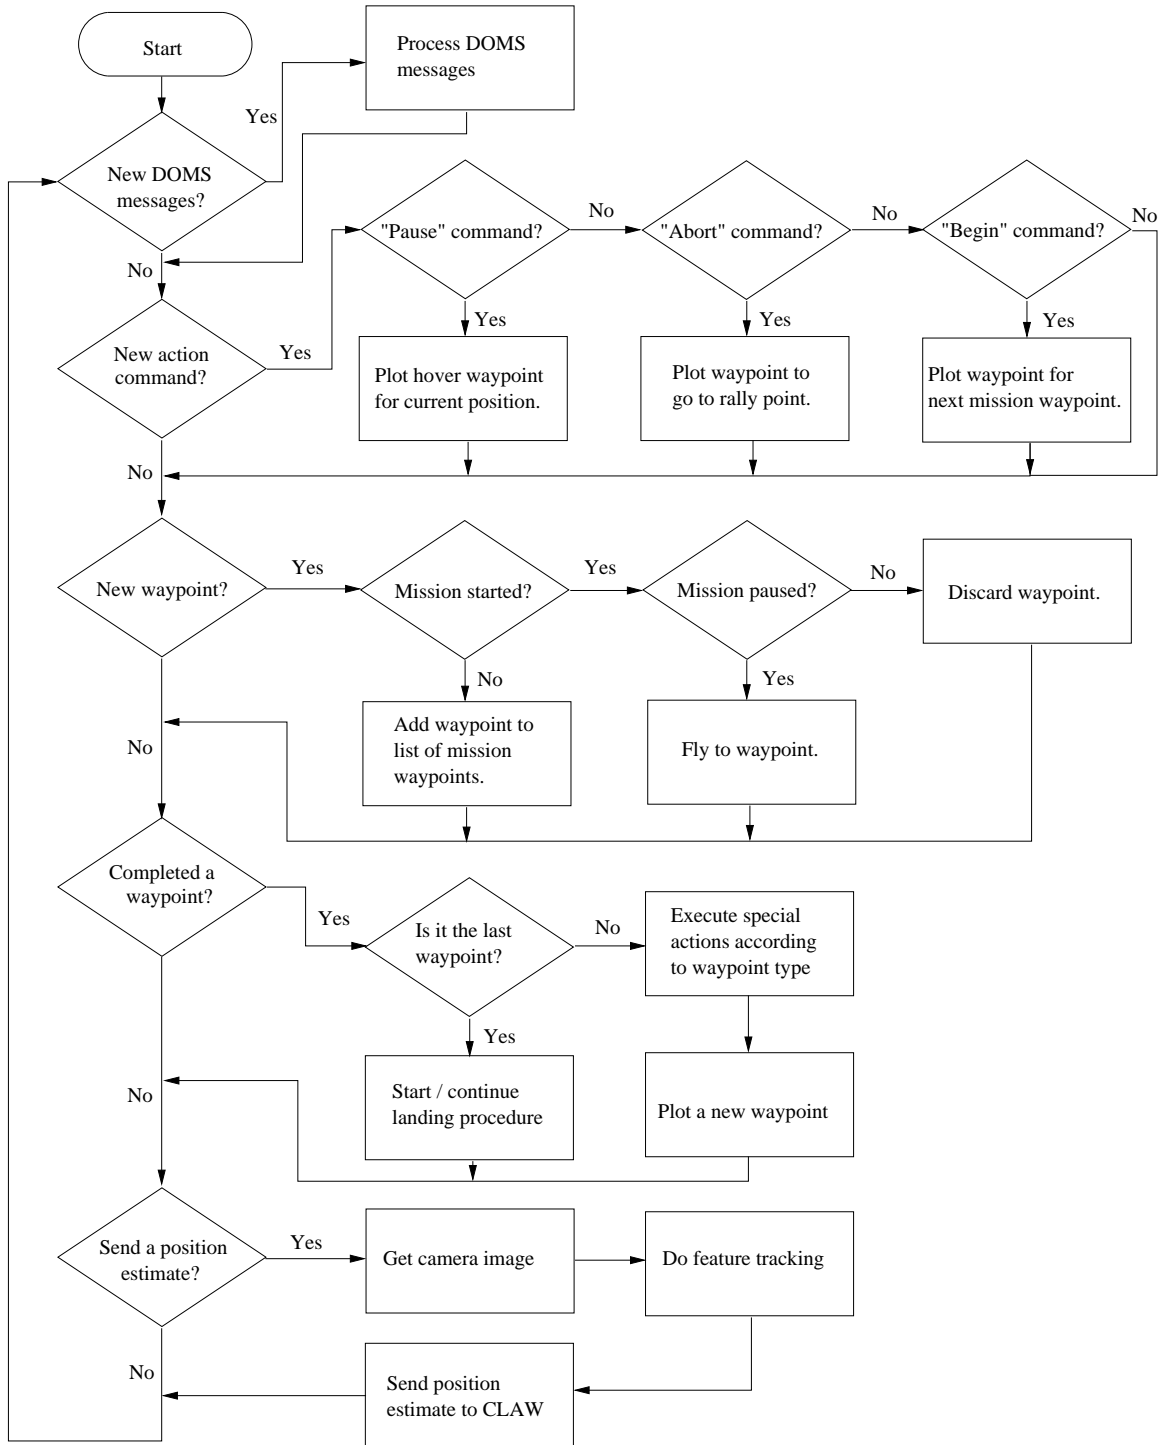 Start
Process DOMS
messages
Yes
New DOMS
messages?
No
"Pause" command?
No
"Abort" command?
No
"Begin" command?
No
New action
command?
Yes
Yes
Plot hover waypoint
for current position.
Yes
Plot waypoint to
go to rally point.
Yes
Plot waypoint for
next mission waypoint.
No
New waypoint?
Yes
Mission started?
Yes
Mission paused?
No
Discard waypoint.
No
Add waypoint to
list of mission
waypoints.
Yes
Fly to waypoint.
No
Completed a
waypoint?
Yes
Is it the last
waypoint?
No
Execute special
actions according
to waypoint type
Yes
Start / continue
landing procedure
Plot a new waypoint
No
Send a position
estimate?
Yes
Get camera image
Do feature tracking
No
Send position
estimate to CLAW